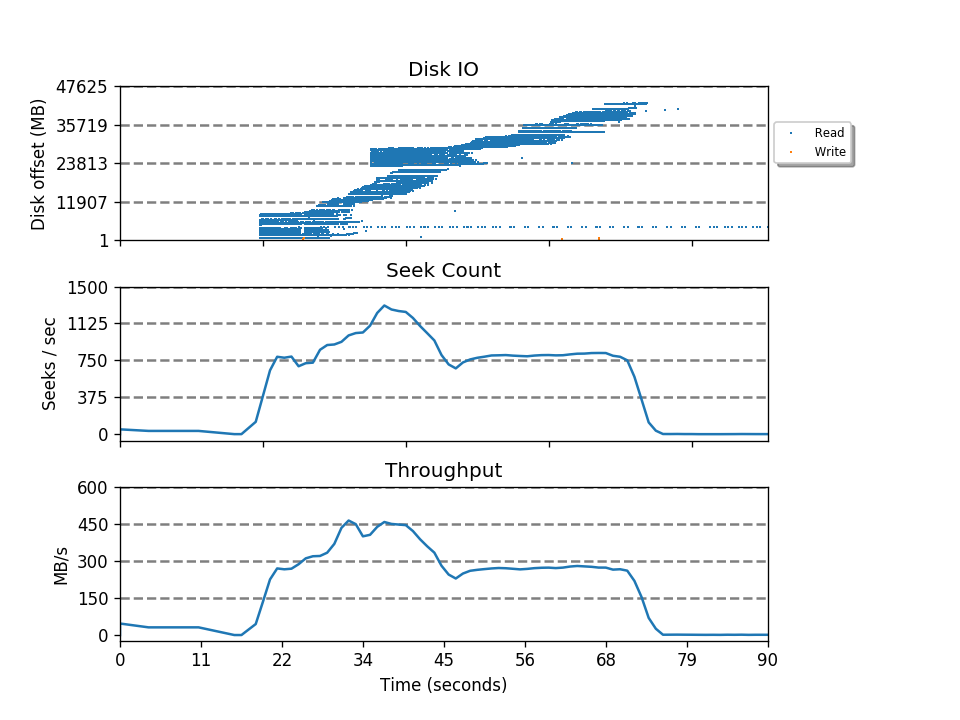 Disk IO
47625
35719
23813
11907
1
Disk offset (MB)
Read
Write
Seek Count
1500
1125
750
375
0
Seeks / sec
Throughput
600
450
300
150
0
MB/s
0 11 22 34 45 56 68 79 90
Time (seconds)